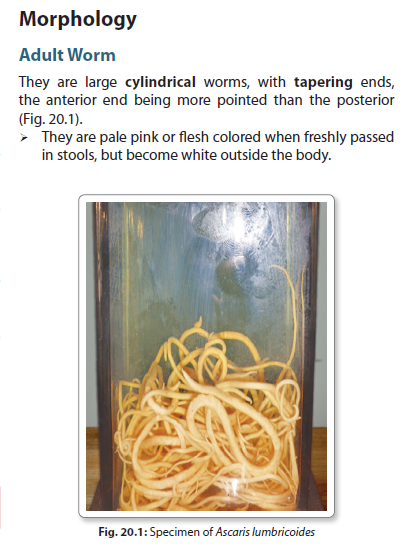 Morphology
Adult Worm
They are large cylindrical worms, with tapering ends,
the anterior end being more pointed than the posterior
(Fig. 20.1).
➢ They are pale pink or flesh colored when freshly passed
in stools, but become white outside the body.
Fig. 20.1: Specimen of Ascaris lumbricoides